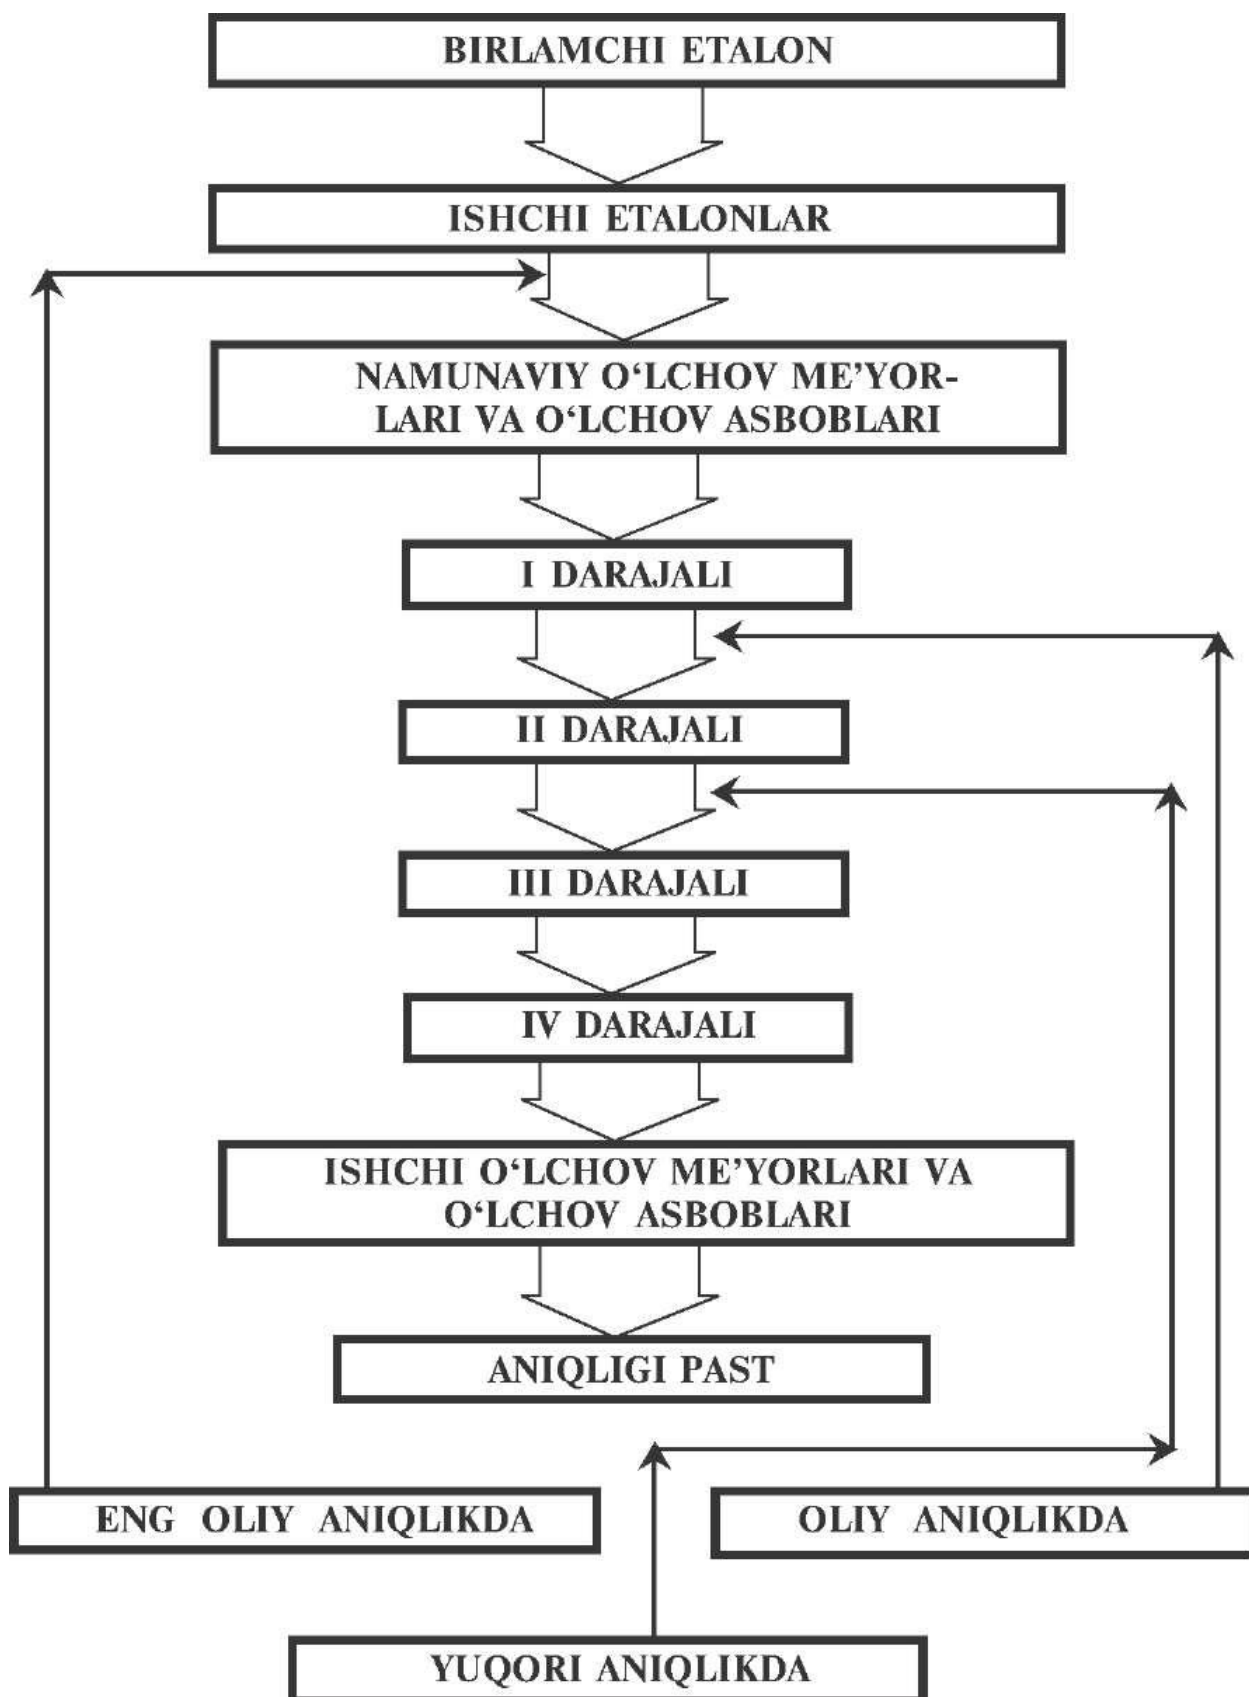 BIRLAMCHI ETALON
ISHCHI ETALONLAR
NAMUNAVIY O‘LCHOV ME’YOR-
LARI VA O‘LCHOV ASBOBLARI
I DARAJALI
II DARAJALI
III DARAJALI
IV DARAJALI
ISHCHI O‘LCHOV ME’YORLARI VA
O‘LCHOV ASBOBLARI
ANIQLIGI PAST
ENG OLIY ANIQLIKDA
OLIY ANIQLIKDA
YUQORI ANIQLIKDA